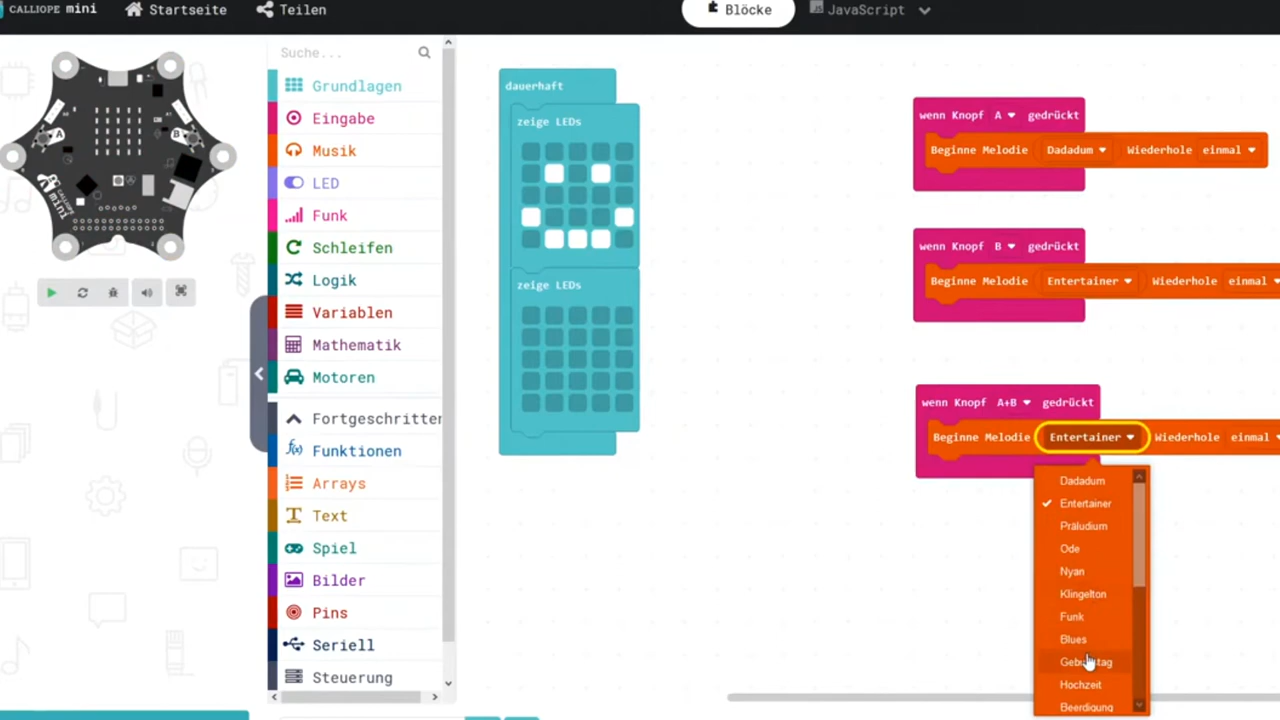 CALLIOPE mini
Startseite
Teilen
Blöcke
JavaScript
A
B
CALLIOPE
mini
Suche...
Grundlagen
Eingabe
Musik
LED
Funk
Schleifen
Logik
Variablen
Mathematik
Motoren
Fortgeschritten
Funktionen
Arrays
Text
Spiel
Bilder
Pins
Seriell
Steuerung
dauerhaft
zeige LEDs
zeige LEDs
wenn Knopf A gedrückt
Beginne Melodie Dadadum Wiederhole einmal
wenn Knopf B gedrückt
Beginne Melodie Entertainer Wiederhole einmal
wenn Knopf A+B gedrückt
Beginne Melodie Entertainer Wiederhole einmal
Dadadum
Entertainer
Präludium
Ode
Nyan
Klingelton
Funk
Blues
Geburtstag
Hochzeit
Beerdigung